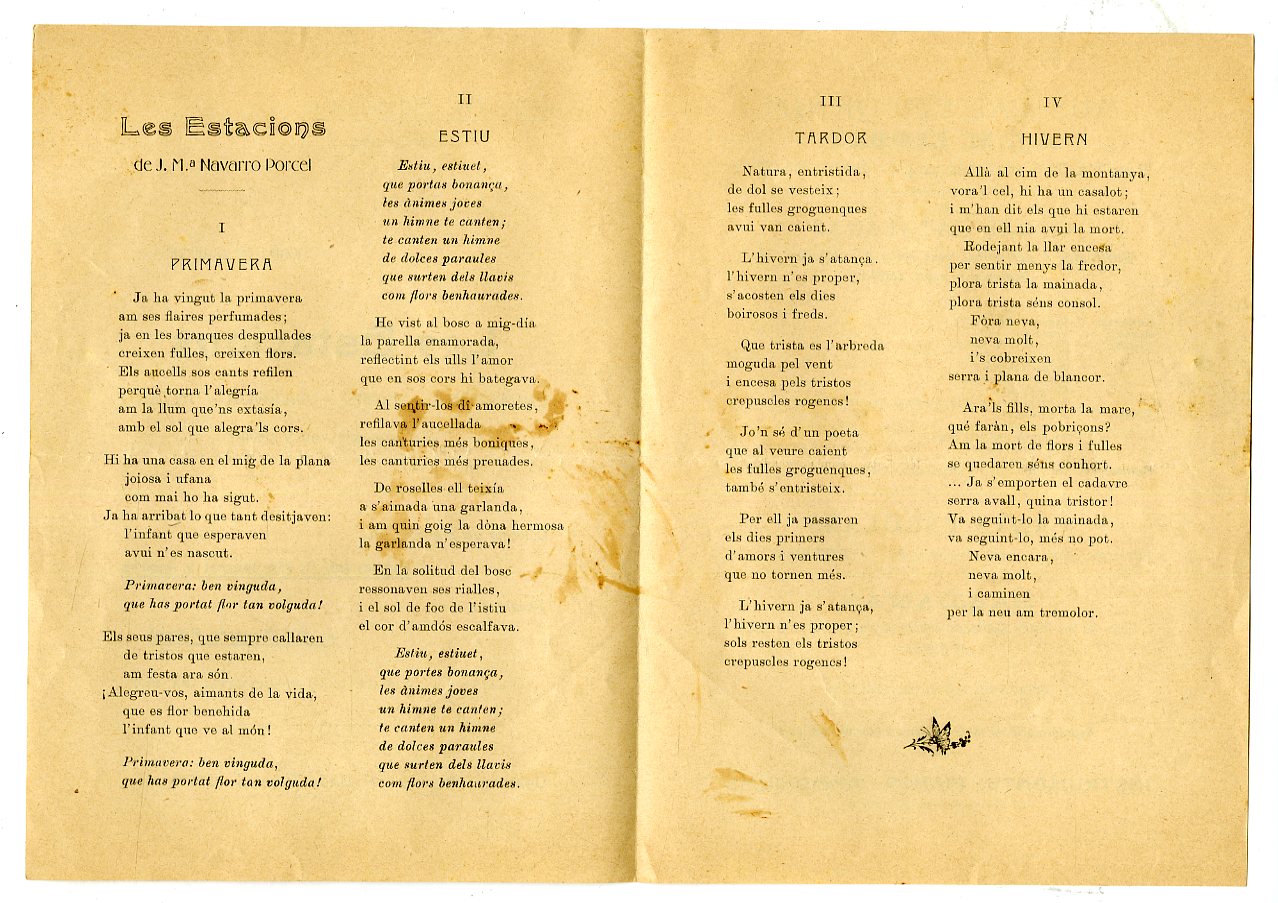 Les Estacions
de J. M.ª Navarro Porcel
I
PRIMAVERA
Ja ha vingut la primavera
am ses flaires perfumades;
ja en les branques despullades
creixen fulles, creixen flors.
Els aucells sos cants refilen
perquè torna l'alegría
am la llum que'ns extasía,
amb el sol que alegra'ls cors.
Hi ha una casa en el mig de la plana
joiosa i ufana
com mai ho ha sigut.
Ja ha arribat lo que tant desitjaven:
l'infant que esperaven
avui n'es nascut.
Primavera: ben vinguda,
que has portat flor tan volguda!
Els seus pares, que sempre callaren
de tristos que estaren,
am festa ara són.
¡Alegreu-vos, aimants de la vida,
que es flor benehida
l'infant que ve al món!
Primavera: ben vinguda,
que has portat flor tan volguda!
II
ESTIU
Estiu, estiuet,
que portas bonança,
les ànimes joves
un himne te canten;
te canten un himne
de dolces paraules
que surten dels llavis
com flors benhaurades.
He vist al bosc a mig-día
la parella enamorada,
reflectint els ulls l'amor
que en sos cors hi bategava.
Al sentir-los di-amoretes,
refilava l'aucellada
les canturies més boniques,
les canturies més preuades.
De roselles ell teixía
a s'aimada una garlanda,
i am quin goig la dòna hermosa
la garlanda n'esperava!
En la solitud del bosc
ressonaven ses rialles,
i el sol de foc de l'istiu
el cor d'amdós escalfava.
Estiu, estiuet,
que portes bonança,
les ànimes joves
un himne te canten;
te canten un himne
de dolces paraules
que surten dels llavis
com flors benhaurades.
III
TARDOR
Natura, entristida,
de dol se vesteix;
les fulles groguenques
avui van caient.
L'hivern ja s'atança.
l'hivern n'es proper,
s'acosten els dies
boirosos i freds.
Que trista es l'arbreda
moguda pel vent
i encesa pels tristos
crepuscles rogencs!
Jo'n sé d'un poeta
que al veure caient
les fulles groguenques,
també s'entristeix.
Per ell ja passaren
els dies primers
d'amors i ventures
que no tornen més.
L'hivern ja s'atança,
l'hivern n'es proper;
sols resten els tristos
crepuscles rogencs!
IV
HIVERN
Allà al cim de la montanya,
vora'l cel, hi ha un casalot;
i m'han dit els que hi estaren
que en ell nia avui la mort.
Rodejant la llar encesa
per sentir menys la fredor,
plora trista la mainada,
plora trista séns consol.
Fòra neva,
neva molt,
i's cobreixen
serra i plana de blancor.
Ara'ls fills, morta la mare,
qué faràn, els pobriçons?
Am la mort de flors i fulles
se quedaren séns conhort.
... Ja s'emporten el cadavre
serra avall, quina tristor!
Va seguint-lo la mainada,
va seguint-lo, més no pot.
Neva encara,
neva molt,
i caminen
per la neu am tremolor.